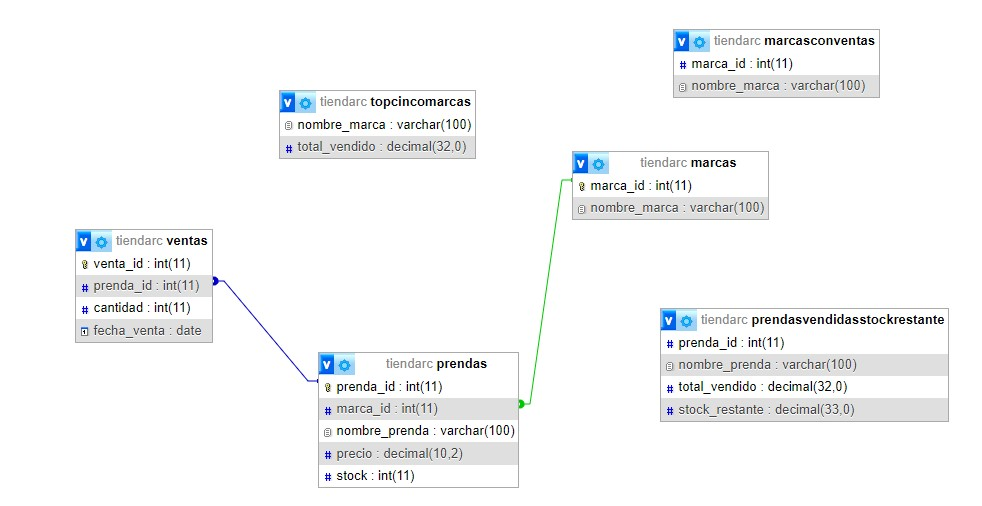 V tiendarc marcasconventas
# marca_id : int(11)
nombre_marca : varchar(100)
V tiendarc topcincomarcas
nombre_marca : varchar(100)
# total_vendido : decimal(32,0)
V tiendarc marcas
marca_id : int(11)
nombre_marca : varchar(100)
V tiendarc ventas
venta_id : int(11)
# prenda_id : int(11)
# cantidad : int(11)
fecha_venta : date
V tiendarc prendasvendidasstockrestante
# prenda_id : int(11)
nombre_prenda : varchar(100)
# total_vendido : decimal(32,0)
# stock_restante : decimal(33,0)
V tiendarc prendas
prenda_id : int(11)
# marca_id : int(11)
nombre_prenda : varchar(100)
# precio : decimal(10,2)
# stock : int(11)